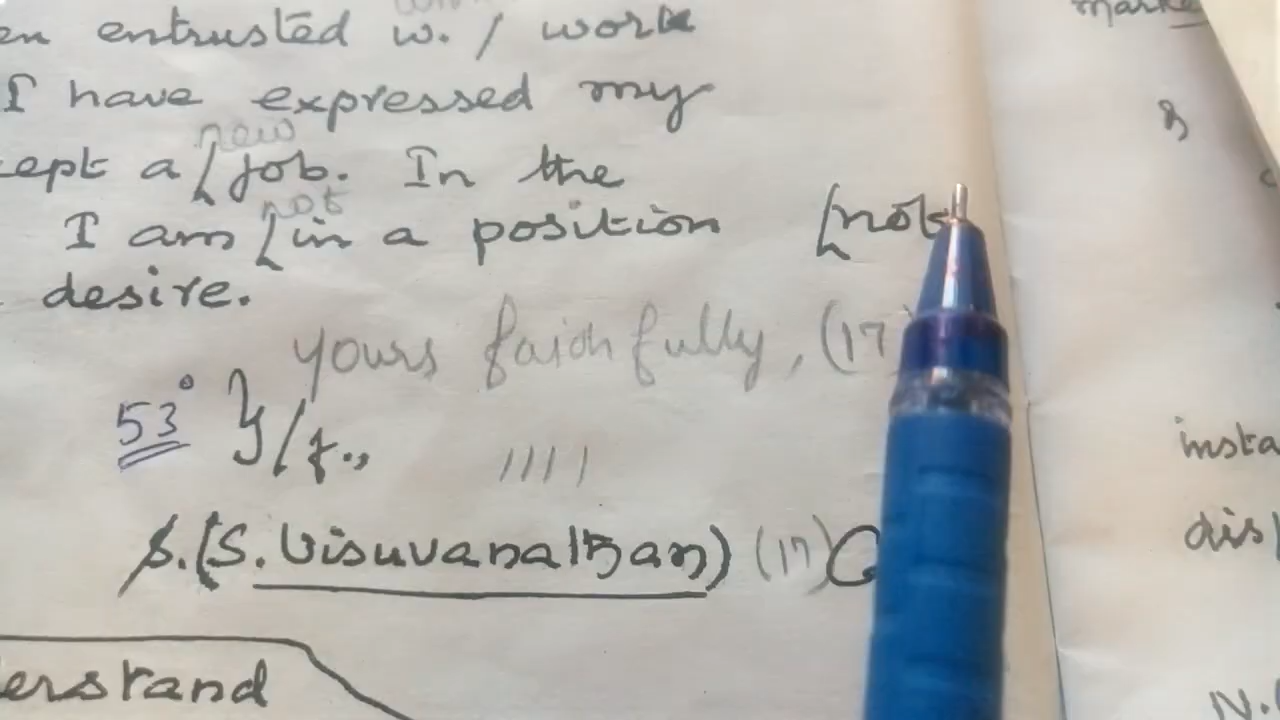 en entrusted w. / work
I have expressed my
new
cept a [ job. In the
not
I am [ in a position [not
desire.
yours faithfully, (17
53° Y/f.,
S. (S. Visuvanathan) (17)
erstand
marke
insta
dis
N.